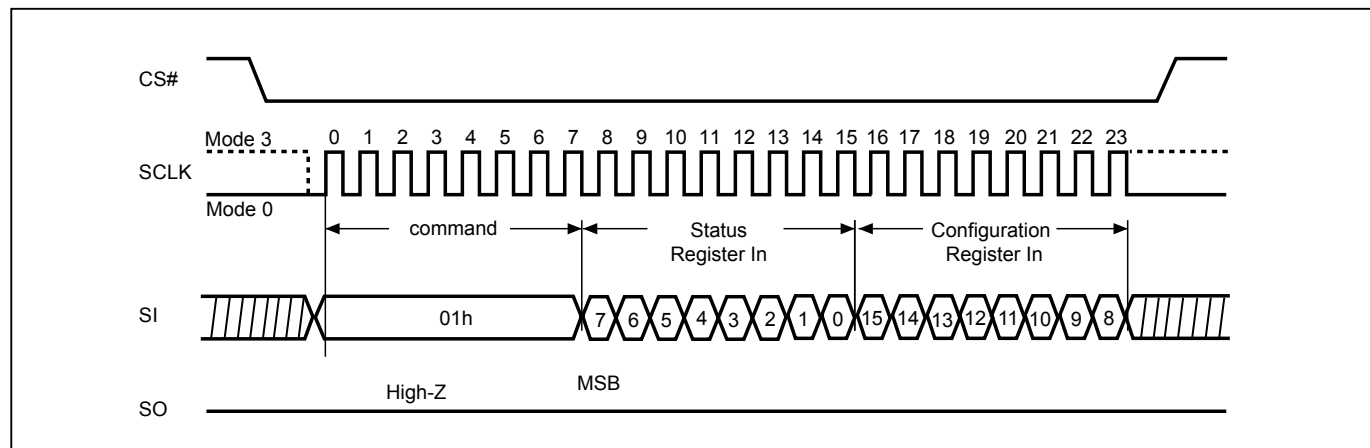 CS#
Mode 3
0 1 2 3 4 5 6 7 8 9 10 11 12 13 14 15 16 17 18 19 20 21 22 23
SCLK
Mode 0
command
Status
Register In
Configuration
Register In
SI
01h
7 6 5 4 3 2 1 0 15 14 13 12 11 10 9 8
High-Z
MSB
SO